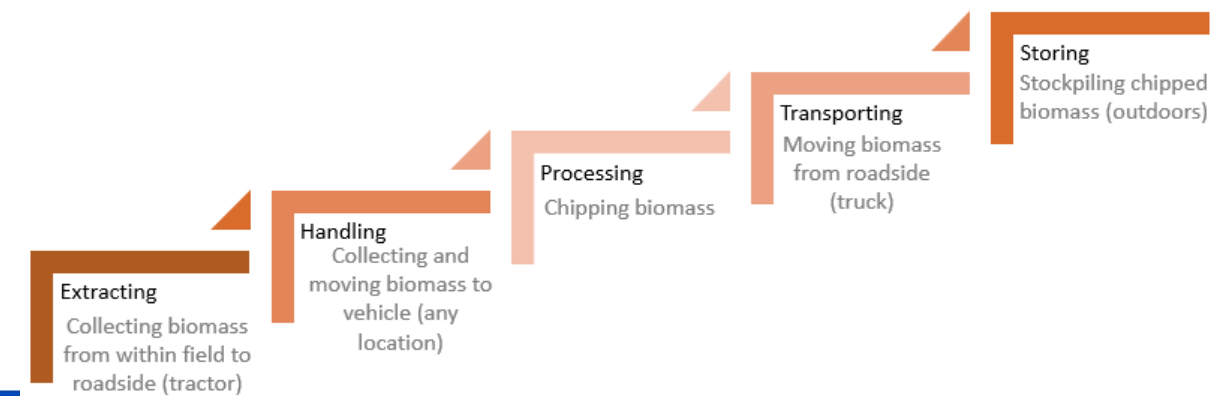 Extracting
Collecting biomass
from within field to
roadside (tractor)
Handling
Collecting and
moving biomass to
vehicle (any
location)
Processing
Chipping biomass
Transporting
Moving biomass
from roadside
(truck)
Storing
Stockpiling chipped
biomass (outdoors)